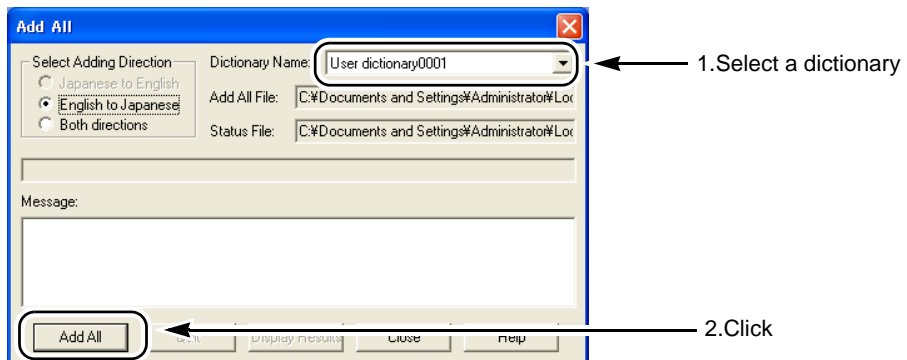 Add All
Select Adding Direction
Japanese to English
English to Japanese
Both directions
Dictionary Name: User dictionary0001
Add All File: C:¥Documents and Settings¥Administrator¥Loc
Status File: C:¥Documents and Settings¥Administrator¥Loc
Message:
Add All Display Results Close Help
1.Select a dictionary
2.Click